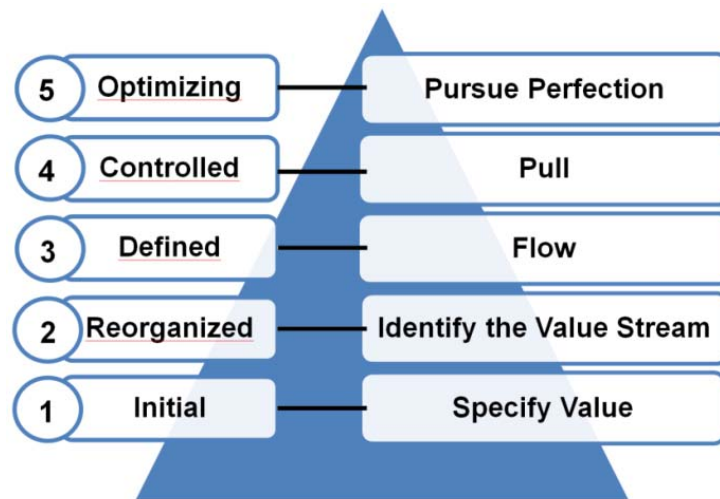 5 Optimizing Pursue Perfection
4 Controlled Pull
3 Defined Flow
2 Reorganized Identify the Value Stream
1 Initial Specify Value